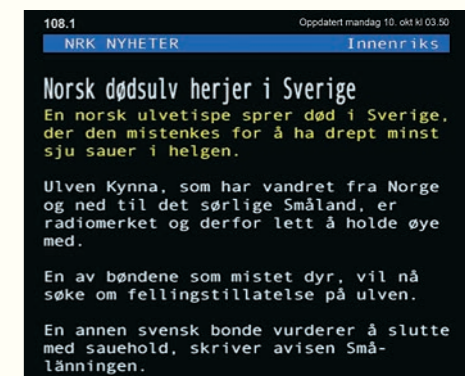 108.1 Oppdatert mandag 10. okt kl 03.50
NRK NYHETER Innenriks
Norsk dødsulv herjer i Sverige
En norsk ulvetispe sprer død i Sverige,
der den mistenkes for å ha drept minst
sju sauer i helgen.
Ulven Kynna, som har vandret fra Norge
og ned til det sørlige Småland, er
radiomerket og derfor lett å holde øye
med.
En av bøndene som mistet dyr, vil nå
søke om fellingstillatelse på ulven.
En annen svensk bonde vurderer å slutte
med sauehold, skriver avisen Små-
länningen.